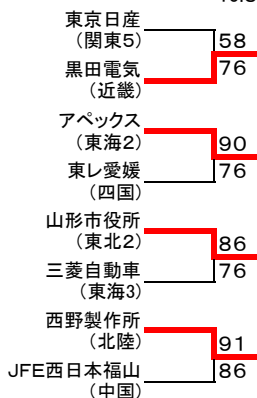 東京日産
(関東5)
58
黒田電気
76
(近畿)
アペックス
(東海2)
90
東レ愛媛
76
(四国)
山形市役所
(東北2)
86
三菱自動車
76
(東海3)
西野製作所
(北陸)
91
JFE西日本福山
86
(中国)